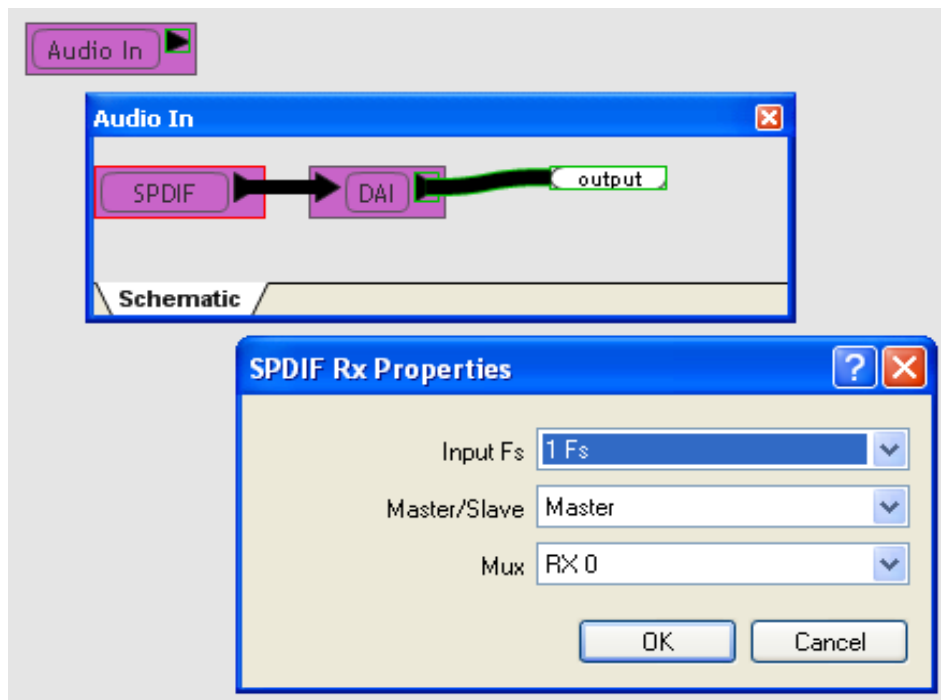 Audio In
Audio In
SPDIF
DAI
output
Schematic
SPDIF Rx Properties
?
Input Fs
1 Fs
Master/Slave
Master
Mux
RX 0
OK
Cancel